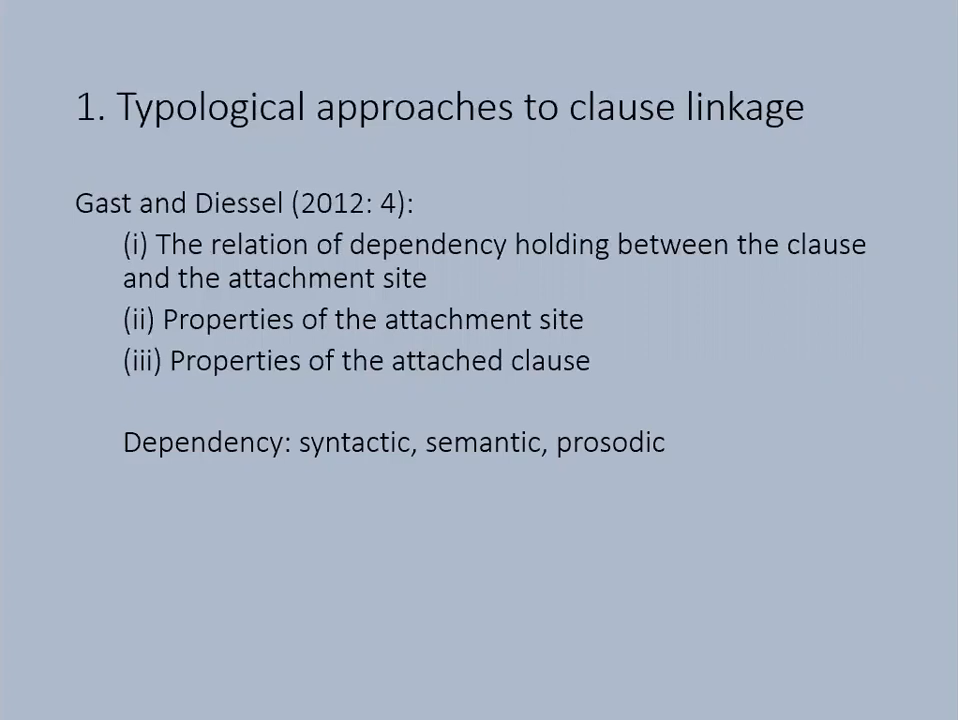 1. Typological approaches to clause linkage
Gast and Diessel (2012: 4):
(i) The relation of dependency holding between the clause
and the attachment site
(ii) Properties of the attachment site
(iii) Properties of the attached clause
Dependency: syntactic, semantic, prosodic